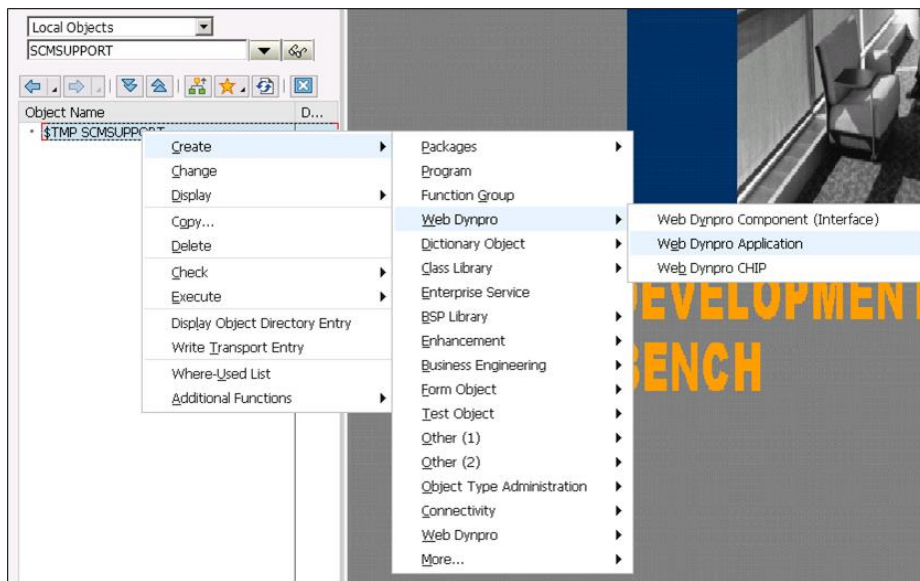 Local Objects
SCMSUPPORT
Object Name
D...
$TMP SCMSUPPORT
Create
Change
Display
Copy...
Delete
Check
Execute
Display Object Directory Entry
Write Transport Entry
Where-Used List
Additional Functions
Packages
Program
Function Group
Web Dynpro
Dictionary Object
Class Library
Enterprise Service
BSP Library
Enhancement
Business Engineering
Form Object
Test Object
Other (1)
Other (2)
Object Type Administration
Connectivity
Web Dynpro
More...
Web Dynpro Component (Interface)
Web Dynpro Application
Web Dynpro CHIP
DEVELOPMENT
BENCH